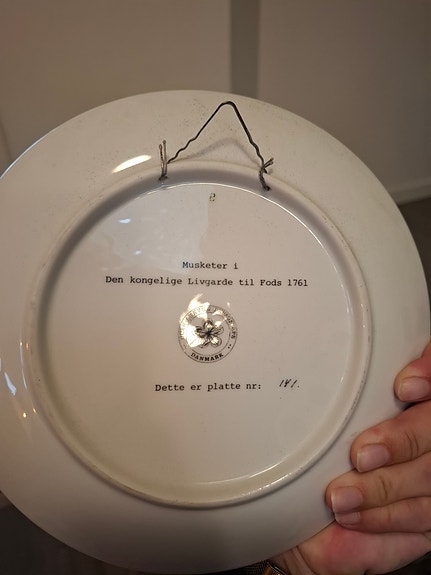 Musketer i
Den kongelige Livgarde til Fods 1761
DANMARK
Dette er platte nr: 141.